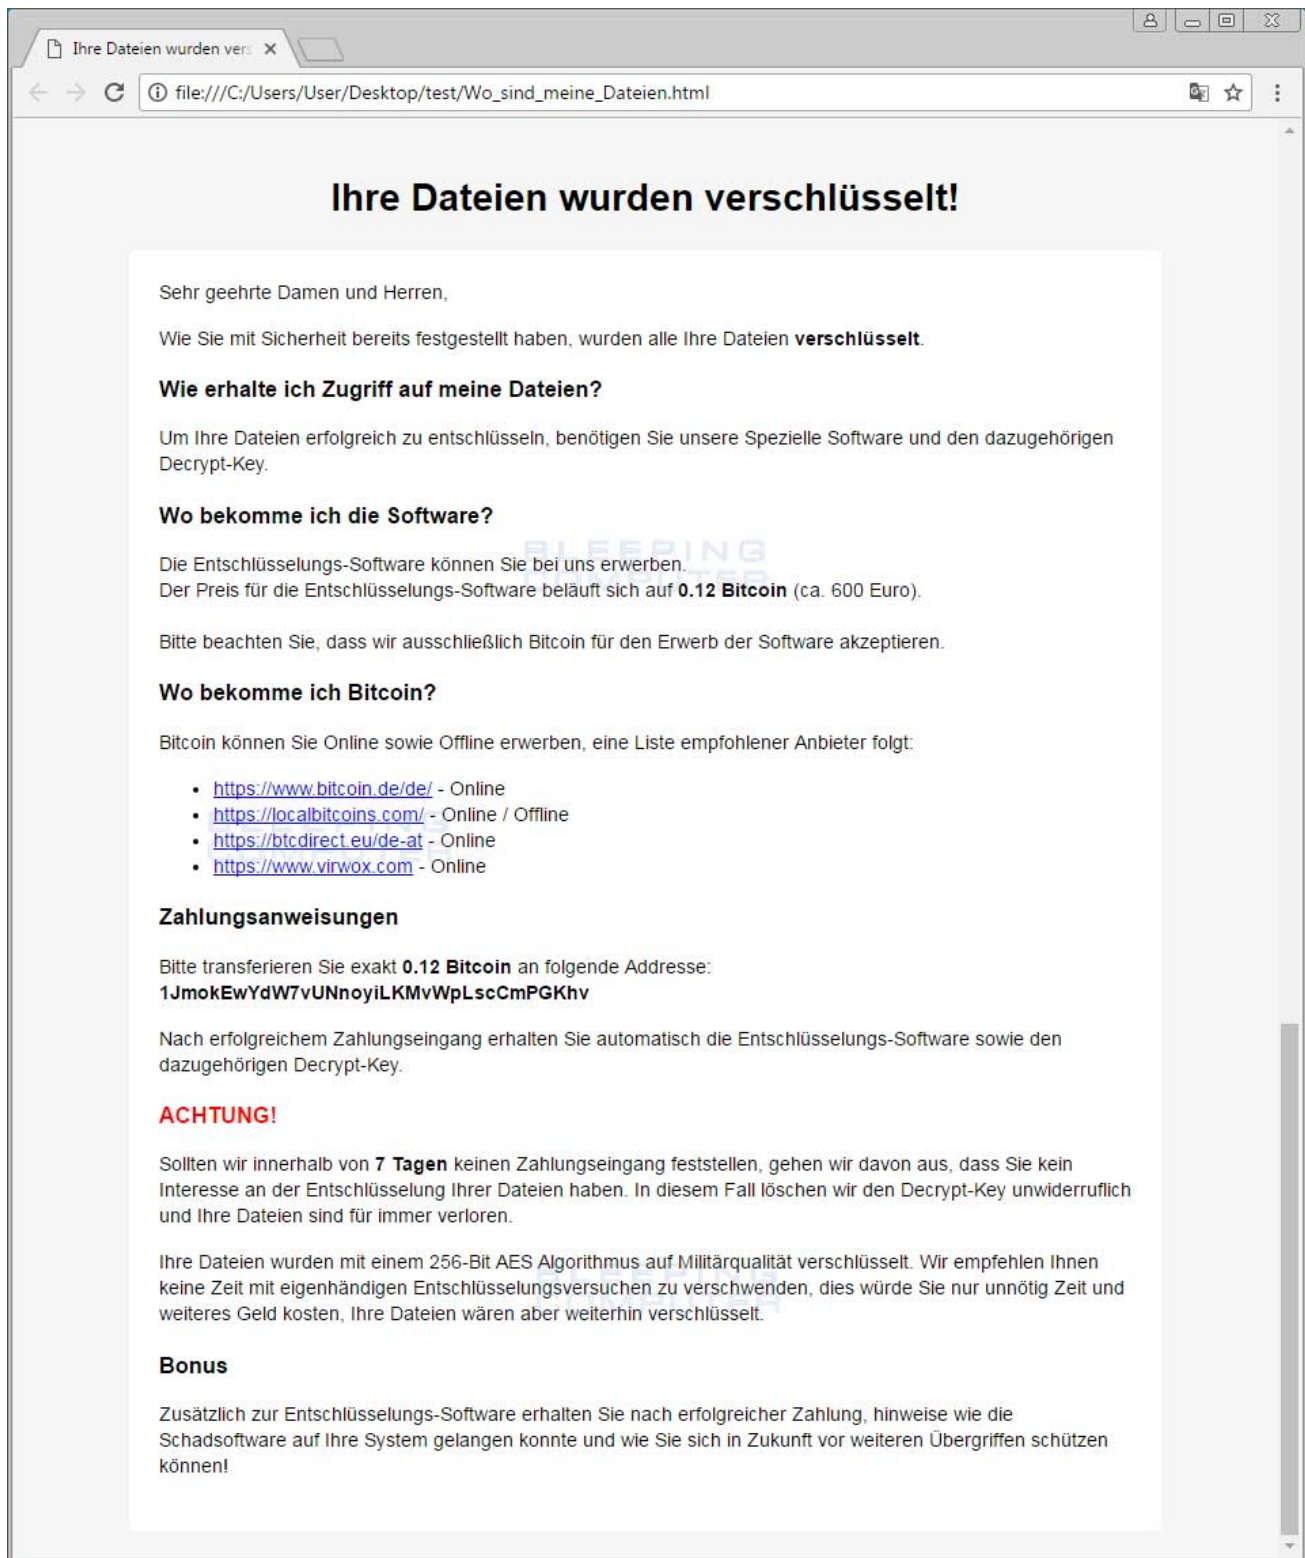 Ihre Dateien wurden vers
file:///C:/Users/User/Desktop/test/Wo_sind_meine_Dateien.html
Ihre Dateien wurden verschlüsselt!
Sehr geehrte Damen und Herren,
Wie Sie mit Sicherheit bereits festgestellt haben, wurden alle Ihre Dateien verschlüsselt.
Wie erhalte ich Zugriff auf meine Dateien?
Um Ihre Dateien erfolgreich zu entschlüsseln, benötigen Sie unsere Spezielle Software und den dazugehörigen
Decrypt-Key.
Wo bekomme ich die Software?
BLEEPING
COMPUTER
Die Entschlüsselungs-Software können Sie bei uns erwerben.
Der Preis für die Entschlüsselungs-Software beläuft sich auf 0.12 Bitcoin (ca. 600 Euro).
Bitte beachten Sie, dass wir ausschließlich Bitcoin für den Erwerb der Software akzeptieren.
Wo bekomme ich Bitcoin?
Bitcoin können Sie Online sowie Offline erwerben, eine Liste empfohlener Anbieter folgt:
• https://www.bitcoin.de/de/ - Online
• https://localbitcoins.com/ - Online / Offline
• https://btcdirect.eu/de-at - Online
• https://www.virwox.com - Online
BLEEPING
COMPUTER
Zahlungsanweisungen
Bitte transferieren Sie exakt 0.12 Bitcoin an folgende Addresse:
1JmokEwYdW7vUNnoyiLKMvWpLscCmPGKhv
Nach erfolgreichem Zahlungseingang erhalten Sie automatisch die Entschlüsselungs-Software sowie den
dazugehörigen Decrypt-Key.
ACHTUNG!
Sollten wir innerhalb von 7 Tagen keinen Zahlungseingang feststellen, gehen wir davon aus, dass Sie kein
Interesse an der Entschlüsselung Ihrer Dateien haben. In diesem Fall löschen wir den Decrypt-Key unwiderruflich
und Ihre Dateien sind für immer verloren.
Ihre Dateien wurden mit einem 256-Bit AES Algorithmus auf Militärqualität verschlüsselt. Wir empfehlen Ihnen
keine Zeit mit eigenhändigen Entschlüsselungsversuchen zu verschwenden, dies würde Sie nur unnötig Zeit und
weiteres Geld kosten, Ihre Dateien wären aber weiterhin verschlüsselt.
BLEEPING
COMPUTER
Bonus
Zusätzlich zur Entschlüsselungs-Software erhalten Sie nach erfolgreicher Zahlung, hinweise wie die
Schadsoftware auf Ihre System gelangen konnte und wie Sie sich in Zukunft vor weiteren Übergriffen schützen
können!